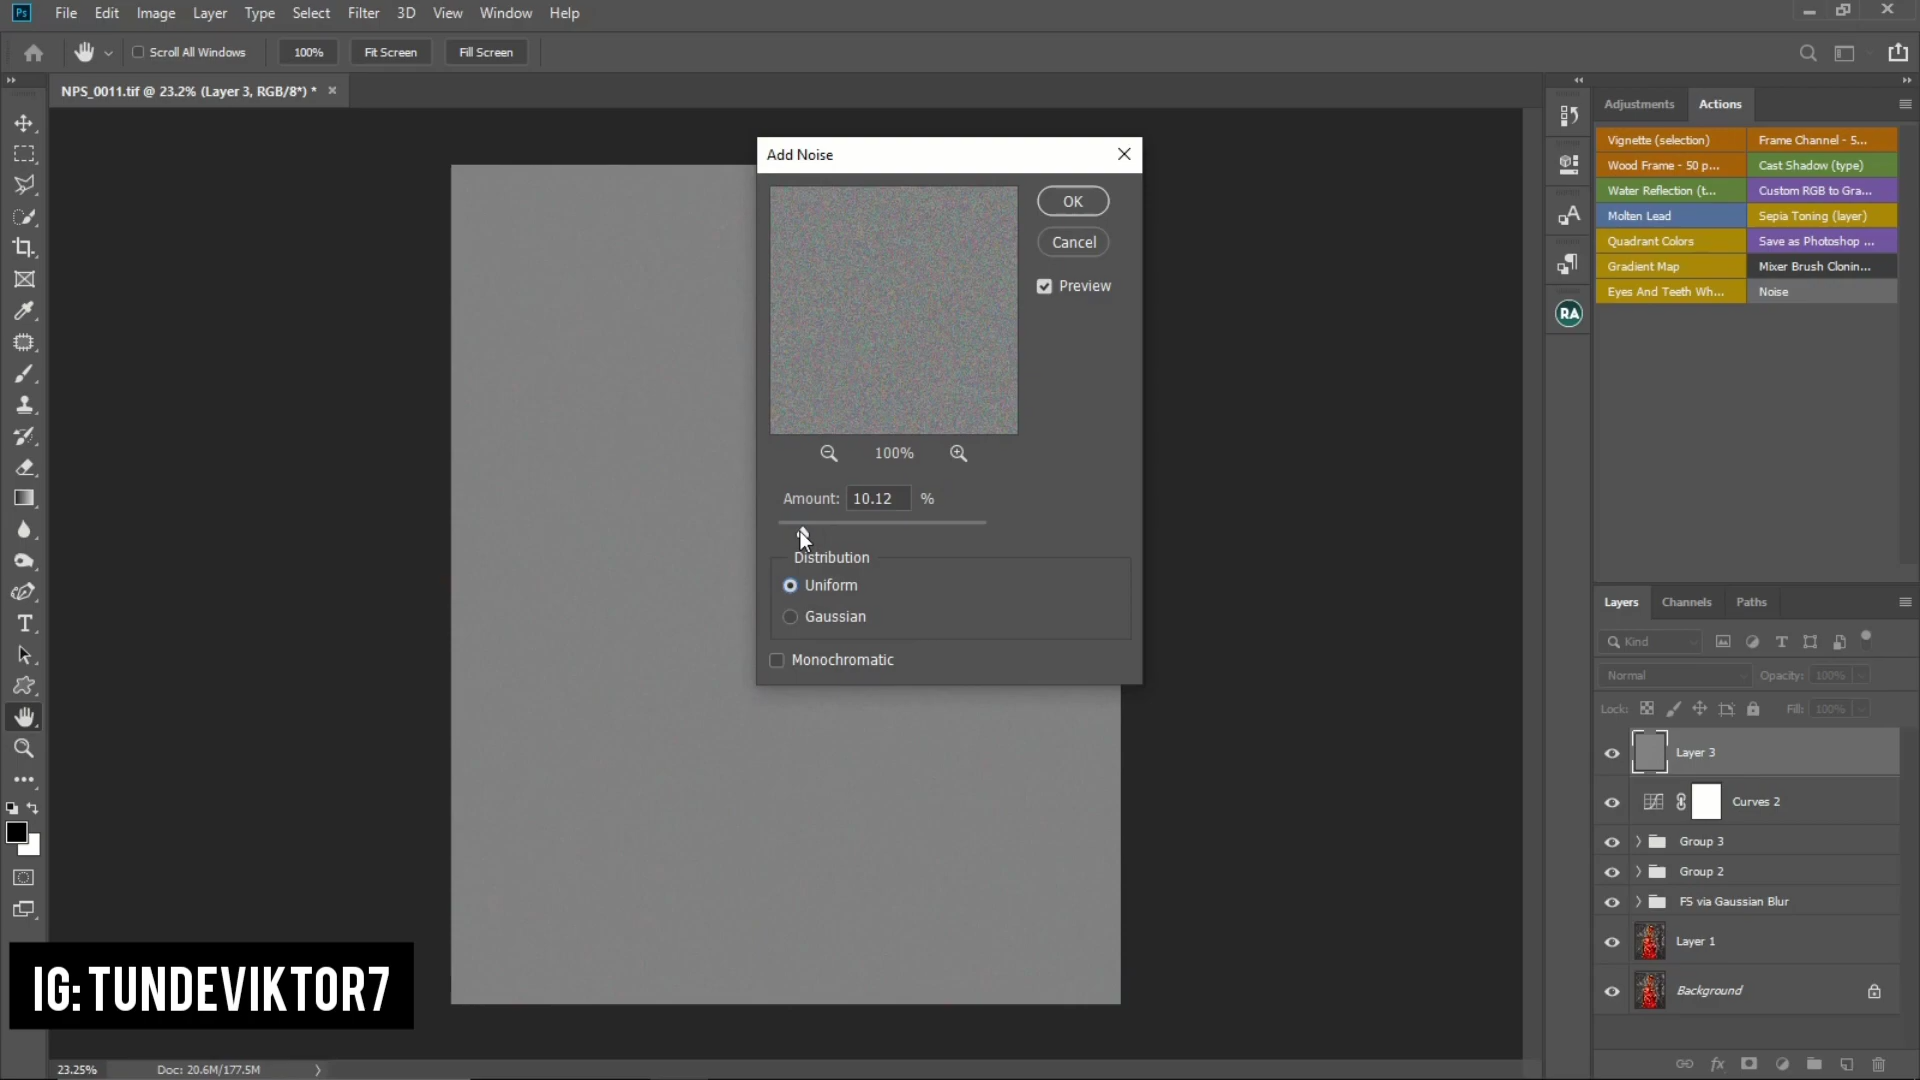 Ps File Edit Image Layer Type Select Filter 3D View Window Help
Scroll All Windows 100% Fit Screen Fill Screen
NPS_0011.tif @ 23.2% (Layer 3, RGB/8*) *
Add Noise
OK
Cancel
Preview
100%
Amount: 10.12 %
Distribution
Uniform
Gaussian
Monochromatic
Adjustments Actions
Vignette (selection) Frame Channel - 5...
Wood Frame - 50 p... Cast Shadow (type)
Water Reflection (t... Custom RGB to Gra...
Molten Lead Sepia Toning (layer)
Quadrant Colors Save as Photoshop ...
Gradient Map Mixer Brush Clonin...
Eyes And Teeth Wh... Noise
RA
Layers Channels Paths
Kind
Normal Opacity: 100%
Lock: Fill: 100%
Layer 3
Curves 2
Group 3
Group 2
FS via Gaussian Blur
Layer 1
Background
IG: TUNDEVIKTOR7
23.25% Doc: 20.6M/177.5M